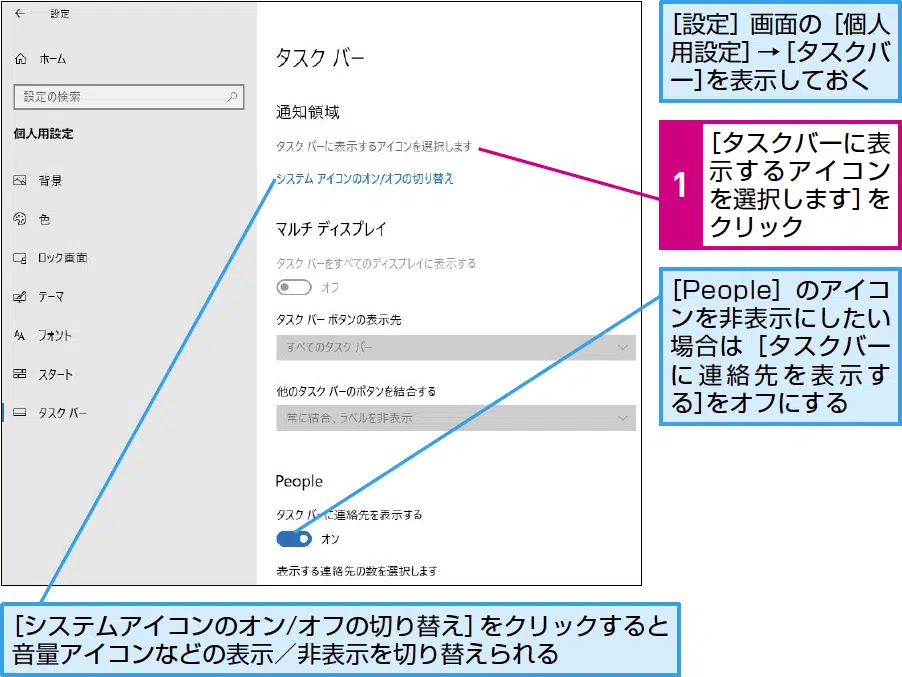 ← 設定
ホーム
設定の検索
個人用設定
背景
色
ロック画面
テーマ
フォント
スタート
タスク バー
タスク バー
通知領域
タスク バーに表示するアイコンを選択します
システム アイコンのオン/オフの切り替え
マルチ ディスプレイ
タスク バーをすべてのディスプレイに表示する
オフ
タスク バー ボタンの表示先
すべてのタスク バー
他のタスク バーのボタンを結合する
常に結合、ラベルを非表示
People
タスク バーに連絡先を表示する
オン
表示する連絡先の数を選択します
[設定] 画面の [個人
用設定]→[タスクバ
ー]を表示しておく
1
[タスクバーに表
示するアイコン
を選択します]を
クリック
[People] のアイコ
ンを非表示にしたい
場合は [タスクバー
に連絡先を表示す
る]をオフにする
[システムアイコンのオン/オフの切り替え]をクリックすると
音量アイコンなどの表示／非表示を切り替えられる